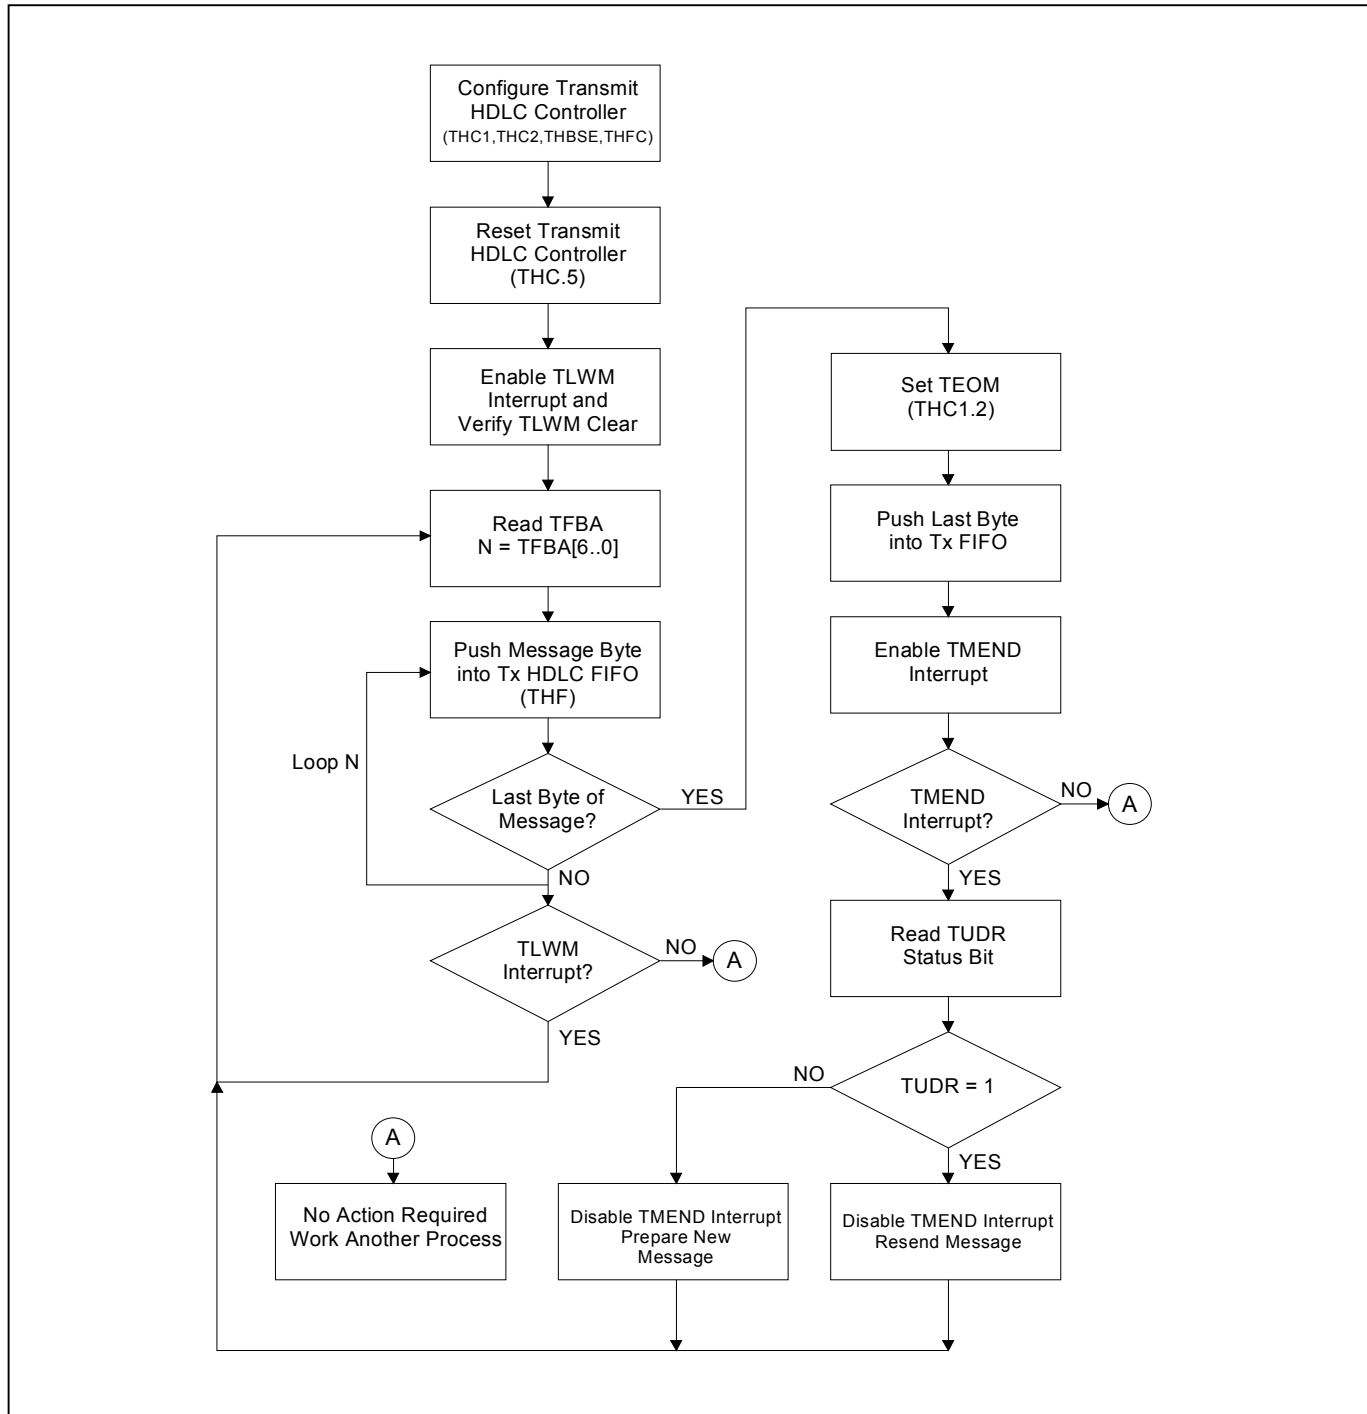 Configure Transmit
HDLC Controller
(THC1,THC2,THBSE,THFC)
Reset Transmit
HDLC Controller
(THC.5)
Enable TLWM
Interrupt and
Verify TLWM Clear
Read TFBA
N = TFBA[6..0]
Push Message Byte
into Tx HDLC FIFO
(THF)
Loop N
Last Byte of
Message?
YES
NO
TLWM
Interrupt?
NO
A
YES
A
No Action Required
Work Another Process
Set TEOM
(THC1.2)
Push Last Byte
into Tx FIFO
Enable TMEND
Interrupt
TMEND
Interrupt?
NO
A
YES
Read TUDR
Status Bit
TUDR = 1
NO
YES
Disable TMEND Interrupt
Prepare New
Message
Disable TMEND Interrupt
Resend Message